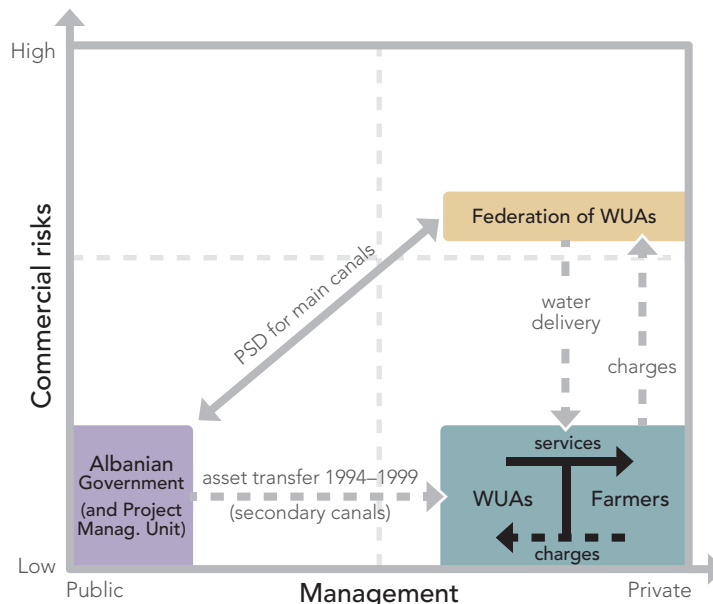 High
Commercial risks
Federation of WUAs
PSD for main canals
water
delivery
charges
Albanian
Government
(and Project
Manag. Unit)
asset transfer 1994–1999
(secondary canals)
services
WUAs
Farmers
charges
Low
Public
Management
Private